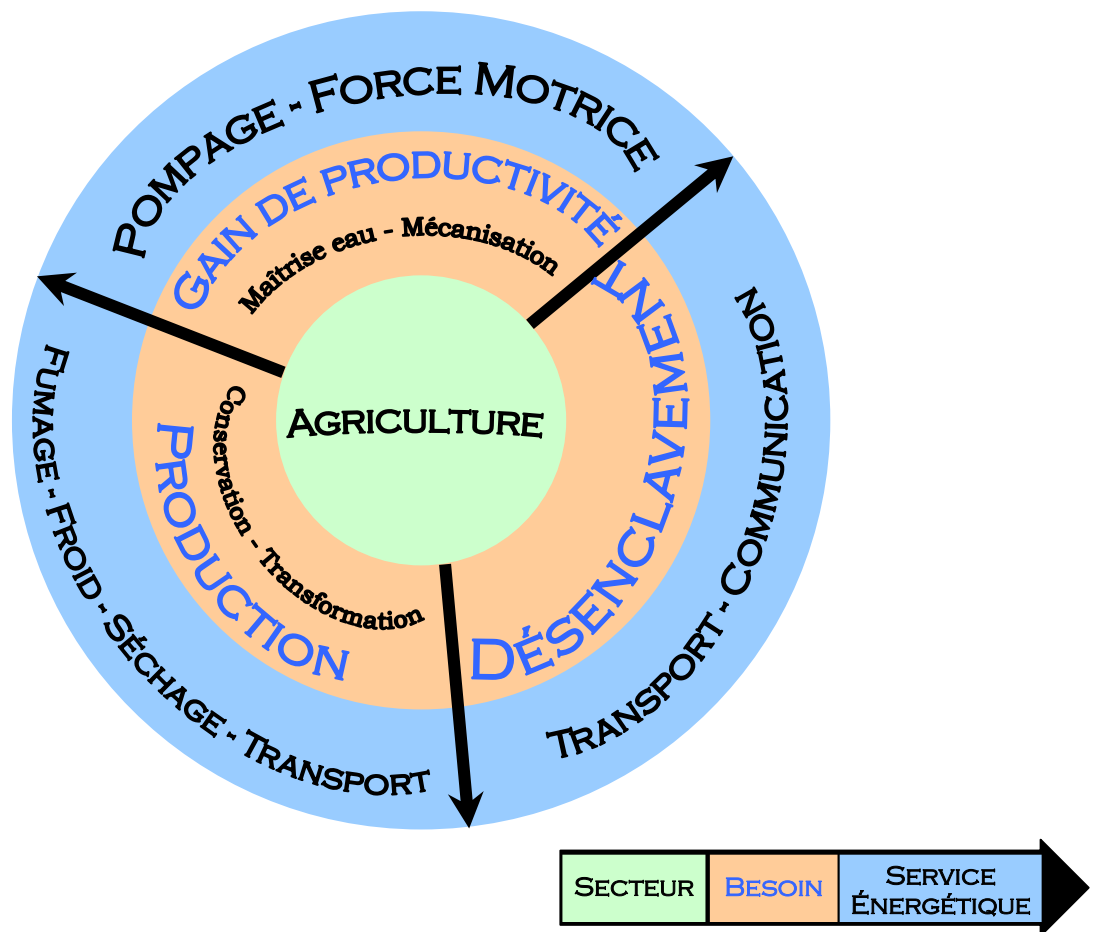 Pompage - Force Motrice
Gain de productivité
Maîtrise eau - Mécanisation
Agriculture
Désenclavement
Transport - Communication
Conservation - Transformation
Production
Fumage - Froid - Séchage - Transport
Secteur
Besoin
Service
Énergétique